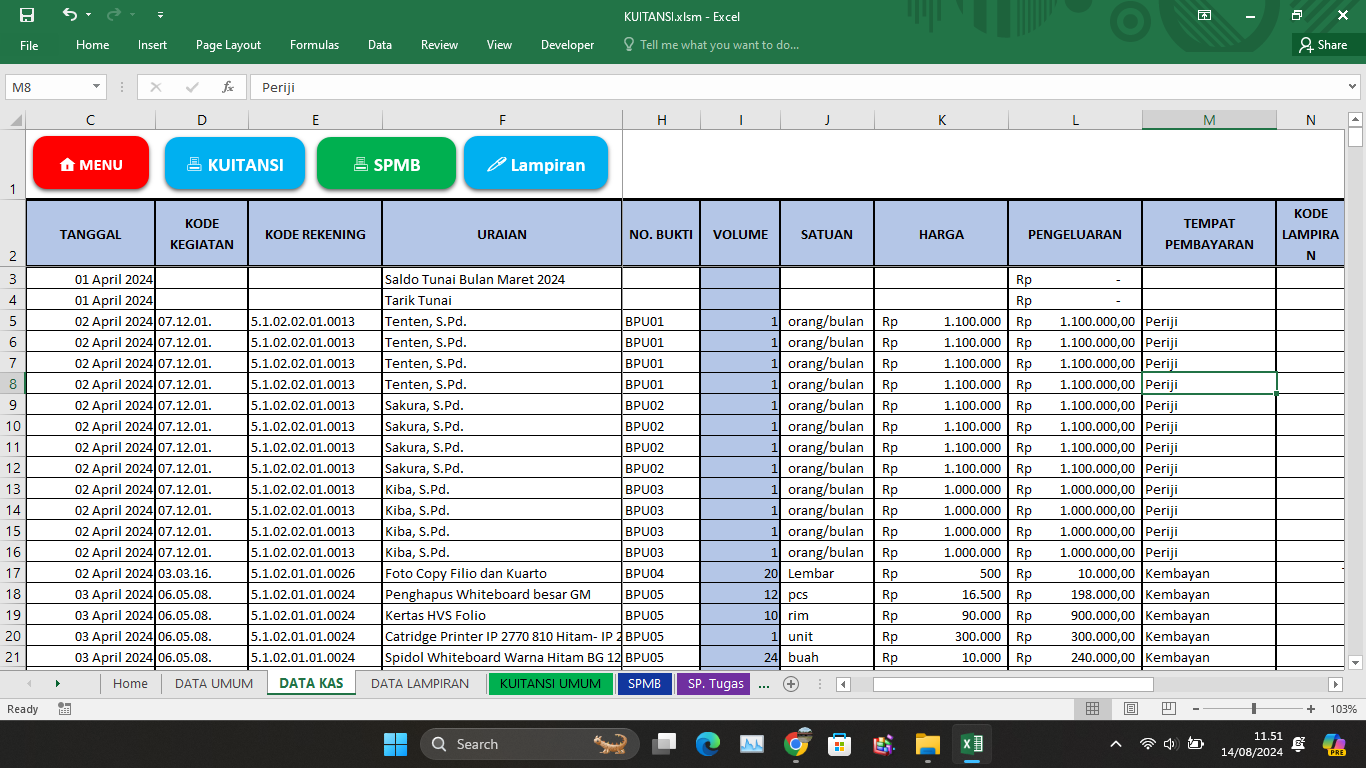 KUITANSI.xlsm - Excel
File Home Insert Page Layout Formulas Data Review View Developer Tell me what you want to do... Share
M8 fx Periji
C D E F H I J K L M N
1 MENU KUITANSI SPMB Lampiran
2 TANGGAL KODE KEGIATAN KODE REKENING URAIAN NO. BUKTI VOLUME SATUAN HARGA PENGELUARAN TEMPAT PEMBAYARAN KODE LAMPIRA N
3 01 April 2024 Saldo Tunai Bulan Maret 2024 Rp -
4 01 April 2024 Tarik Tunai Rp -
5 02 April 2024 07.12.01. 5.1.02.02.01.0013 Tenten, S.Pd. BPU01 1 orang/bulan Rp 1.100.000 Rp 1.100.000,00 Periji
6 02 April 2024 07.12.01. 5.1.02.02.01.0013 Tenten, S.Pd. BPU01 1 orang/bulan Rp 1.100.000 Rp 1.100.000,00 Periji
7 02 April 2024 07.12.01. 5.1.02.02.01.0013 Tenten, S.Pd. BPU01 1 orang/bulan Rp 1.100.000 Rp 1.100.000,00 Periji
8 02 April 2024 07.12.01. 5.1.02.02.01.0013 Tenten, S.Pd. BPU01 1 orang/bulan Rp 1.100.000 Rp 1.100.000,00 Periji
9 02 April 2024 07.12.01. 5.1.02.02.01.0013 Sakura, S.Pd. BPU02 1 orang/bulan Rp 1.100.000 Rp 1.100.000,00 Periji
10 02 April 2024 07.12.01. 5.1.02.02.01.0013 Sakura, S.Pd. BPU02 1 orang/bulan Rp 1.100.000 Rp 1.100.000,00 Periji
11 02 April 2024 07.12.01. 5.1.02.02.01.0013 Sakura, S.Pd. BPU02 1 orang/bulan Rp 1.100.000 Rp 1.100.000,00 Periji
12 02 April 2024 07.12.01. 5.1.02.02.01.0013 Sakura, S.Pd. BPU02 1 orang/bulan Rp 1.100.000 Rp 1.100.000,00 Periji
13 02 April 2024 07.12.01. 5.1.02.02.01.0013 Kiba, S.Pd. BPU03 1 orang/bulan Rp 1.000.000 Rp 1.000.000,00 Periji
14 02 April 2024 07.12.01. 5.1.02.02.01.0013 Kiba, S.Pd. BPU03 1 orang/bulan Rp 1.000.000 Rp 1.000.000,00 Periji
15 02 April 2024 07.12.01. 5.1.02.02.01.0013 Kiba, S.Pd. BPU03 1 orang/bulan Rp 1.000.000 Rp 1.000.000,00 Periji
16 02 April 2024 07.12.01. 5.1.02.02.01.0013 Kiba, S.Pd. BPU03 1 orang/bulan Rp 1.000.000 Rp 1.000.000,00 Periji
17 02 April 2024 03.03.16. 5.1.02.01.01.0026 Foto Copy Filio dan Kuarto BPU04 20 Lembar Rp 500 Rp 10.000,00 Kembayan
18 03 April 2024 06.05.08. 5.1.02.01.01.0024 Penghapus Whiteboard besar GM BPU05 12 pcs Rp 16.500 Rp 198.000,00 Kembayan
19 03 April 2024 06.05.08. 5.1.02.01.01.0024 Kertas HVS Folio BPU05 10 rim Rp 90.000 Rp 900.000,00 Kembayan
20 03 April 2024 06.05.08. 5.1.02.01.01.0024 Catridge Printer IP 2770 810 Hitam- IP 2 BPU05 1 unit Rp 300.000 Rp 300.000,00 Kembayan
21 03 April 2024 06.05.08. 5.1.02.01.01.0024 Spidol Whiteboard Warna Hitam BG 12 BPU05 24 buah Rp 10.000 Rp 240.000,00 Kembayan
Home DATA UMUM DATA KAS DATA LAMPIRAN KUITANSI UMUM SPMB SP. Tugas ...
Ready 103%
Search 11.51
14/08/2024 PRE